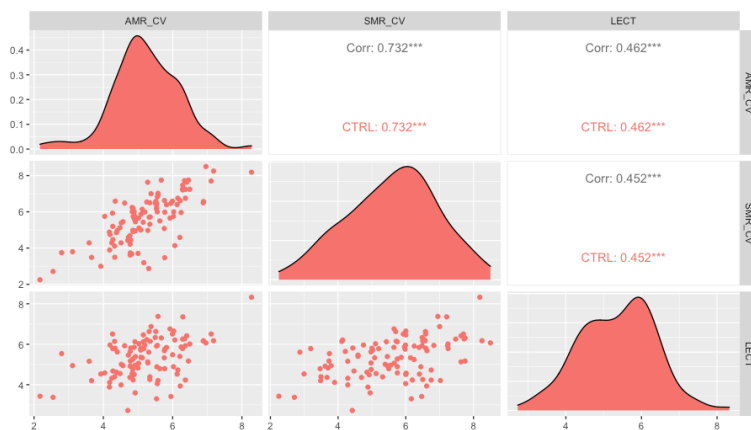 AMR_CV SMR_CV LECT
0.4
0.3
0.2
0.1
0.0
Corr: 0.732***
CTRL: 0.732***
Corr: 0.462***
CTRL: 0.462***
AMR_CV
8
6
4
2
Corr: 0.452***
CTRL: 0.452***
SMR_CV
8
6
4
LECT
2 4 6 8 2 4 6 8 4 6 8